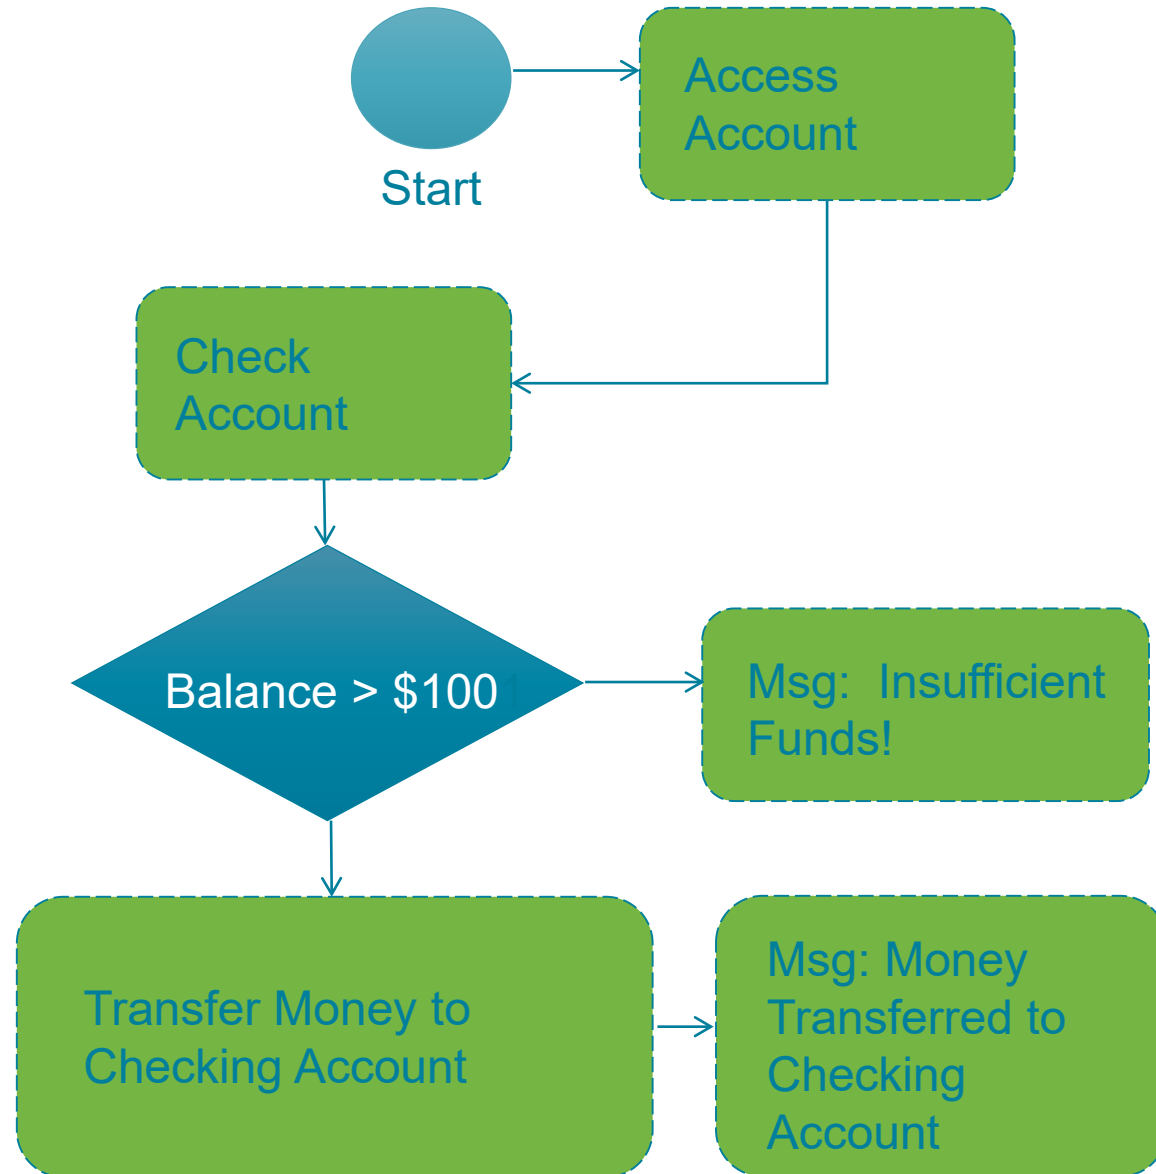 Start
Access
Account
Check
Account
Balance > $1001
Msg:  Insufficient
Funds!
Transfer Money to
Checking Account
Msg: Money
Transferred to
Checking
Account